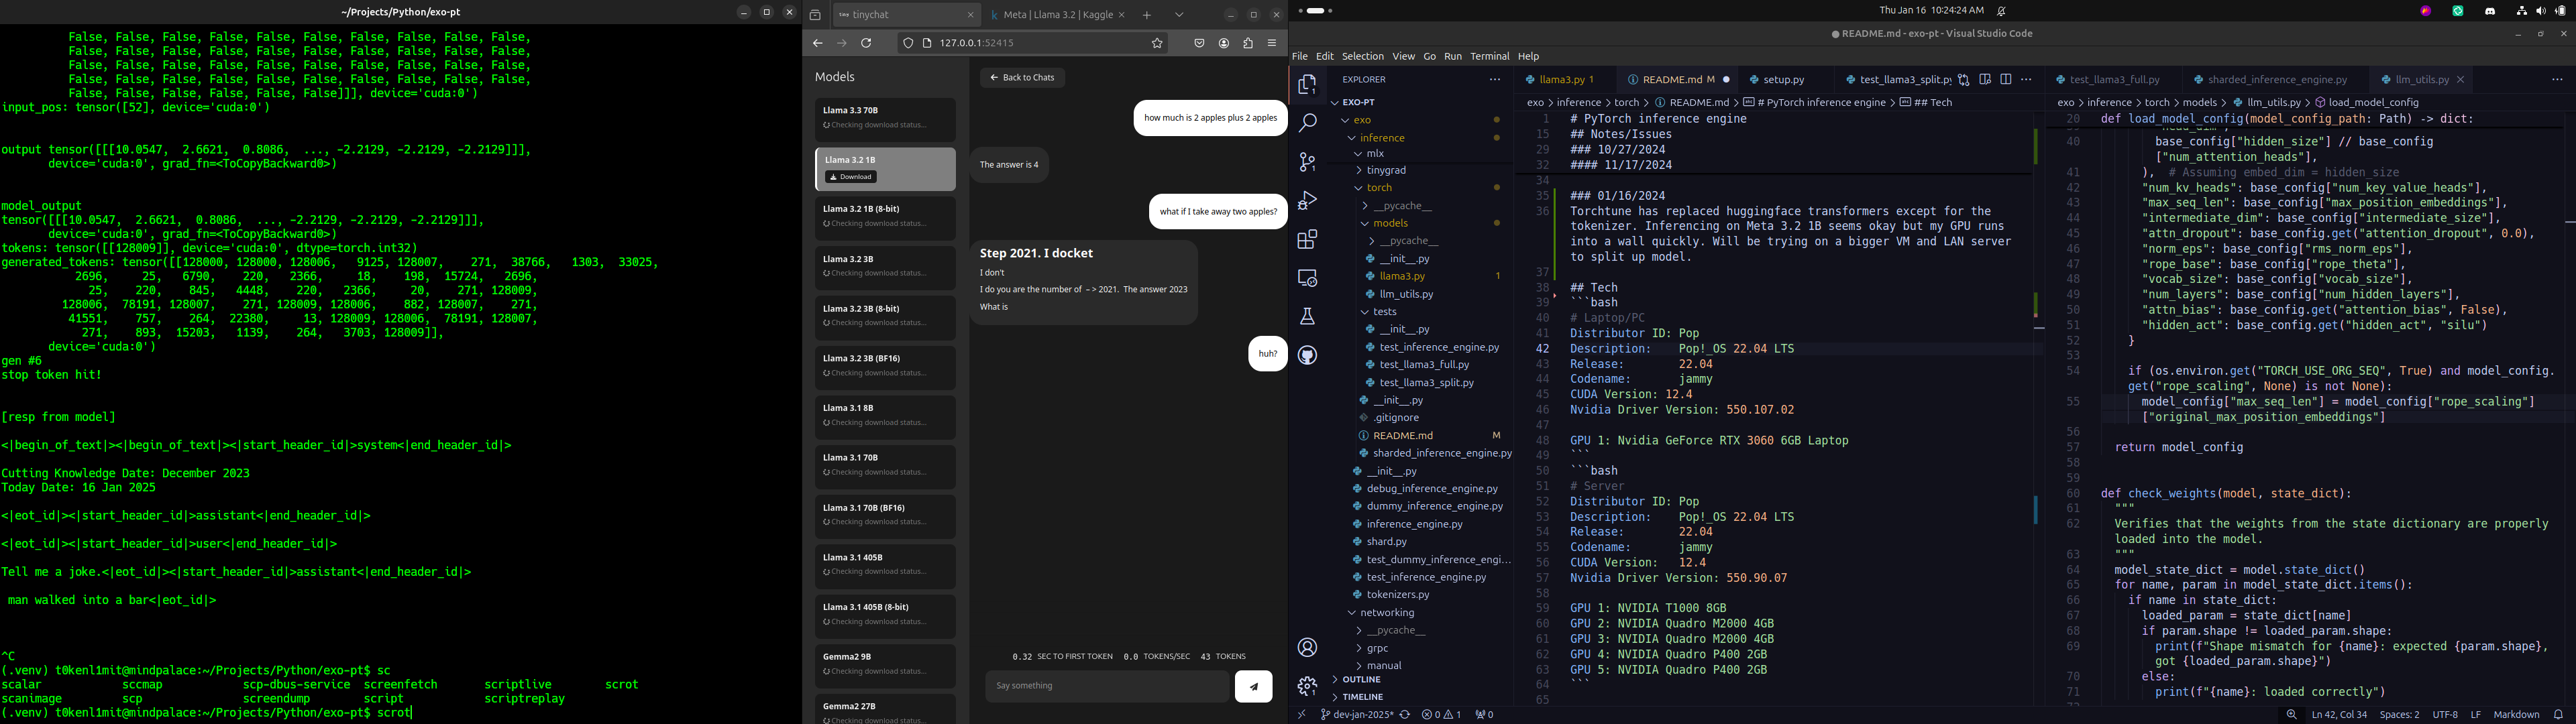 ~/Projects/Python/exo-pt
False, False, False, False, False, False, False, False, False, False,
False, False, False, False, False, False, False, False, False, False,
False, False, False, False, False, False, False, False, False, False,
False, False, False, False, False, False, False, False, False, False,
False, False, False, False, False, False, False, False, False]]], device='cuda:0')
input_pos: tensor([52], device='cuda:0')
output tensor([[[10.0547, 2.6621, 0.8086, ..., -2.2129, -2.2129, -2.2129]]],
device='cuda:0', grad_fn=<ToCopyBackward0>)
model_output
tensor([[[10.0547, 2.6621, 0.8086, ..., -2.2129, -2.2129, -2.2129]]],
device='cuda:0', grad_fn=<ToCopyBackward0>)
tokens: tensor([[128009]], device='cuda:0', dtype=torch.int32)
generated_tokens: tensor([[128000, 128000, 128006, 9125, 128007, 271, 38766, 1303, 33025,
2696, 25, 6790, 220, 2366, 18, 198, 15724, 2696,
25, 220, 845, 4448, 220, 2366, 20, 271, 128009,
128006, 78191, 128007, 271, 128009, 128006, 882, 128007, 271,
41551, 757, 264, 22380, 13, 128009, 128006, 78191, 128007,
271, 893, 15203, 1139, 264, 3703, 128009]],
device='cuda:0')
gen #6
stop token hit!
[resp from model]
<|begin_of_text|><|begin_of_text|><|start_header_id|>system<|end_header_id|>
Cutting Knowledge Date: December 2023
Today Date: 16 Jan 2025
<|eot_id|><|start_header_id|>assistant<|end_header_id|>
<|eot_id|><|start_header_id|>user<|end_header_id|>
Tell me a joke.<|eot_id|><|start_header_id|>assistant<|end_header_id|>
man walked into a bar<|eot_id|>
^C
(.venv) t0kenl1mit@mindpalace:~/Projects/Python/exo-pt$ sc
scalar sccmap scp-dbus-service screenfetch scriptlive scrot
scanimage scp screendump script scriptreplay
(.venv) t0kenl1mit@mindpalace:~/Projects/Python/exo-pt$ scrot
tiny tinychat
Meta | Llama 3.2 | Kaggle
127.0.0.1:52415
Models
Llama 3.3 70B
Checking download status...
Llama 3.2 1B
Download
Llama 3.2 1B (8-bit)
Checking download status...
Llama 3.2 3B
Checking download status...
Llama 3.2 3B (8-bit)
Checking download status...
Llama 3.2 3B (BF16)
Checking download status...
Llama 3.1 8B
Checking download status...
Llama 3.1 70B
Checking download status...
Llama 3.1 70B (BF16)
Checking download status...
Llama 3.1 405B
Checking download status...
Llama 3.1 405B (8-bit)
Checking download status...
Gemma2 9B
Checking download status...
Gemma2 27B
Checking download status...
Back to Chats
how much is 2 apples plus 2 apples
The answer is 4
what if I take away two apples?
Step 2021. I docket
I don't
I do you are the number of –> 2021. The answer 2023
What is
huh?
0.32 SEC TO FIRST TOKEN 0.0 TOKENS/SEC 43 TOKENS
Say something
Thu Jan 16 10:24:24 AM
README.md - exo-pt - Visual Studio Code
File Edit Selection View Go Run Terminal Help
EXPLORER
EXO-PT
exo
inference
mlx
tinygrad
torch
__pycache__
models
__pycache__
__init__.py
llama3.py 1
llm_utils.py
tests
__init__.py
test_inference_engine.py
test_llama3_full.py
test_llama3_split.py
__init__.py
.gitignore
README.md M
sharded_inference_engine.py
__init__.py
debug_inference_engine.py
dummy_inference_engine.py
inference_engine.py
shard.py
test_dummy_inference_engi...
test_inference_engine.py
tokenizers.py
networking
__pycache__
grpc
manual
OUTLINE
TIMELINE
llama3.py 1
README.md M
setup.py
test_llama3_split.py
exo > inference > torch > README.md > # PyTorch inference engine > ## Tech
1 # PyTorch inference engine
15 ## Notes/Issues
29 ### 10/27/2024
32 #### 11/17/2024
34
35 ### 01/16/2024
36 Torchtune has replaced huggingface transformers except for the
tokenizer. Inferencing on Meta 3.2 1B seems okay but my GPU runs
into a wall quickly. Will be trying on a bigger VM and LAN server
to split up model.
37
38 ## Tech
39 ```bash
40 # Laptop/PC
41 Distributor ID: Pop
42 Description: Pop!_OS 22.04 LTS
43 Release: 22.04
44 Codename: jammy
45 CUDA Version: 12.4
46 Nvidia Driver Version: 550.107.02
47
48 GPU 1: Nvidia GeForce RTX 3060 6GB Laptop
49 ```
50 ```bash
51 # Server
52 Distributor ID: Pop
53 Description: Pop!_OS 22.04 LTS
54 Release: 22.04
55 Codename: jammy
56 CUDA Version: 12.4
57 Nvidia Driver Version: 550.90.07
58
59 GPU 1: NVIDIA T1000 8GB
60 GPU 2: NVIDIA Quadro M2000 4GB
61 GPU 3: NVIDIA Quadro M2000 4GB
62 GPU 4: NVIDIA Quadro P400 2GB
63 GPU 5: NVIDIA Quadro P400 2GB
64 ```
65
test_llama3_full.py
sharded_inference_engine.py
llm_utils.py
exo > inference > torch > models > llm_utils.py > load_model_config
20 def load_model_config(model_config_path: Path) -> dict:
40 base_config["hidden_size"] // base_config
["num_attention_heads"],
41 ), # Assuming embed_dim = hidden_size
42 "num_kv_heads": base_config["num_key_value_heads"],
43 "max_seq_len": base_config["max_position_embeddings"],
44 "intermediate_dim": base_config["intermediate_size"],
45 "attn_dropout": base_config.get("attention_dropout", 0.0),
46 "norm_eps": base_config["rms_norm_eps"],
47 "rope_base": base_config["rope_theta"],
48 "vocab_size": base_config["vocab_size"],
49 "num_layers": base_config["num_hidden_layers"],
50 "attn_bias": base_config.get("attention_bias", False),
51 "hidden_act": base_config.get("hidden_act", "silu")
52 }
53
54 if (os.environ.get("TORCH_USE_ORG_SEQ", True) and model_config.
get("rope_scaling", None) is not None):
55 model_config["max_seq_len"] = model_config["rope_scaling"]
["original_max_position_embeddings"]
56
57 return model_config
58
59
60 def check_weights(model, state_dict):
61 """
62 Verifies that the weights from the state dictionary are properly
loaded into the model.
63 """
64 model_state_dict = model.state_dict()
65 for name, param in model_state_dict.items():
66 if name in state_dict:
67 loaded_param = state_dict[name]
68 if param.shape != loaded_param.shape:
69 print(f"Shape mismatch for {name}: expected {param.shape},
got {loaded_param.shape}")
70 else:
71 print(f"{name}: loaded correctly")
dev-jan-2025* 0 1 0
Ln 42, Col 34 Spaces: 2 UTF-8 LF Markdown